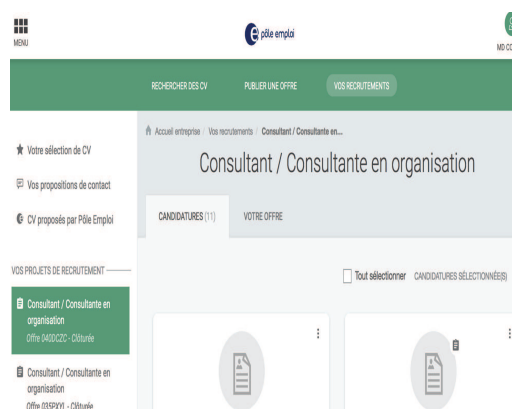 MENU
pôle emploi
MD CO
RECHERCHER DES CV
PUBLIER UNE OFFRE
VOS RECRUTEMENTS
Accueil entreprise / Vos recrutements / Consultant / Consultante en...
Consultant / Consultante en organisation
CANDIDATURES (11)
VOTRE OFFRE
Votre sélection de CV
Vos propositions de contact
CV proposés par Pôle Emploi
VOS PROJETS DE RECRUTEMENT
Consultant / Consultante en
organisation
Offre 040DCZC - Clôturée
Consultant / Consultante en
organisation
Offre 035PXYL - Clôturée
Tout sélectionner
CANDIDATURES SÉLECTIONNÉE(S)